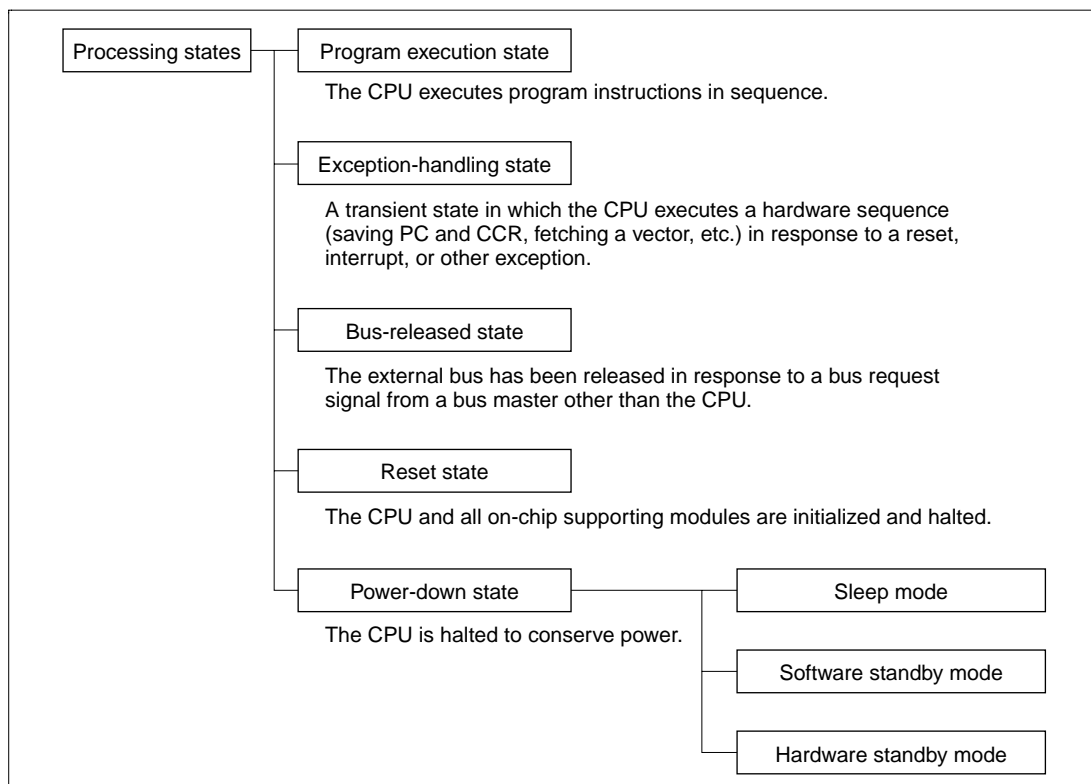 Processing states
Program execution state
The CPU executes program instructions in sequence.
Exception-handling state
A transient state in which the CPU executes a hardware sequence
(saving PC and CCR, fetching a vector, etc.) in response to a reset,
interrupt, or other exception.
Bus-released state
The external bus has been released in response to a bus request
signal from a bus master other than the CPU.
Reset state
The CPU and all on-chip supporting modules are initialized and halted.
Power-down state
The CPU is halted to conserve power.
Sleep mode
Software standby mode
Hardware standby mode